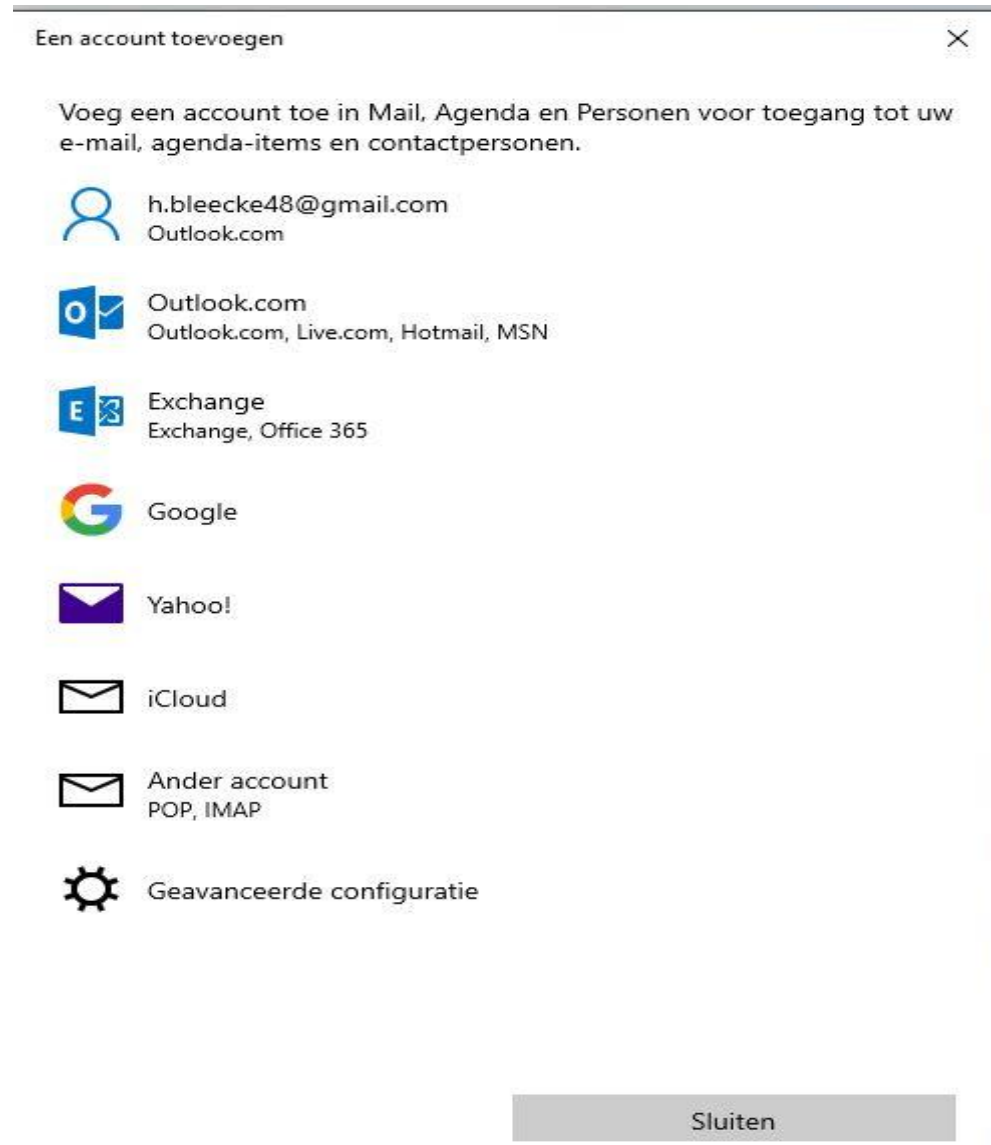 Een account toevoegen
Voeg een account toe in Mail, Agenda en Personen voor toegang tot uw
e-mail, agenda-items en contactpersonen.
h.bleecke48@gmail.com
Outlook.com
Outlook.com
Outlook.com, Live.com, Hotmail, MSN
Exchange
Exchange, Office 365
Google
Yahoo!
iCloud
Ander account
POP, IMAP
Geavanceerde configuratie
Sluiten